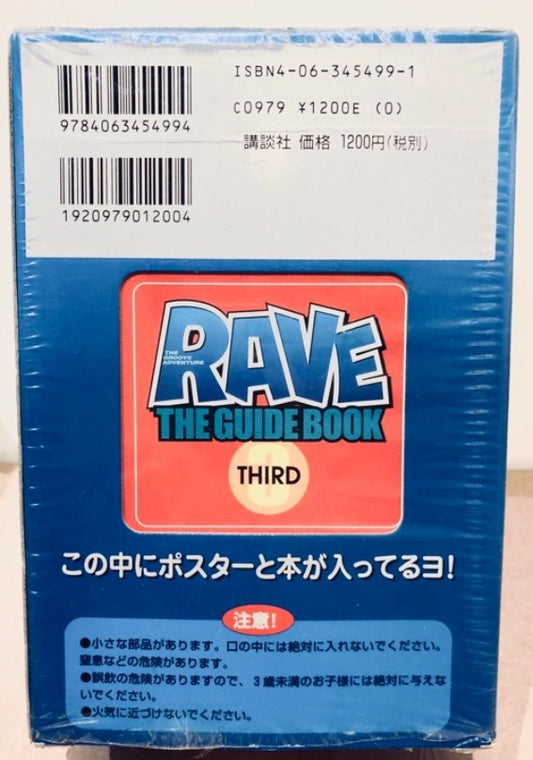 ISBN4-06-345499-1
9784063454994
C0979 ¥1200E (0)
講談社 価格 1200円(税別)
1920979012004
THE
GROOVE
ADVENTURE
RAVE
THE GUIDE BOOK
3
THIRD
この中にポスターと本が入ってるヨ!
注意!
●小さな部品があります。口の中には絶対に入れないでください。
窒息などの危険があります。
●誤飲の危険がありますので、3歳未満のお子様には絶対に与えな
いでください。
●火気に近づけないでください。